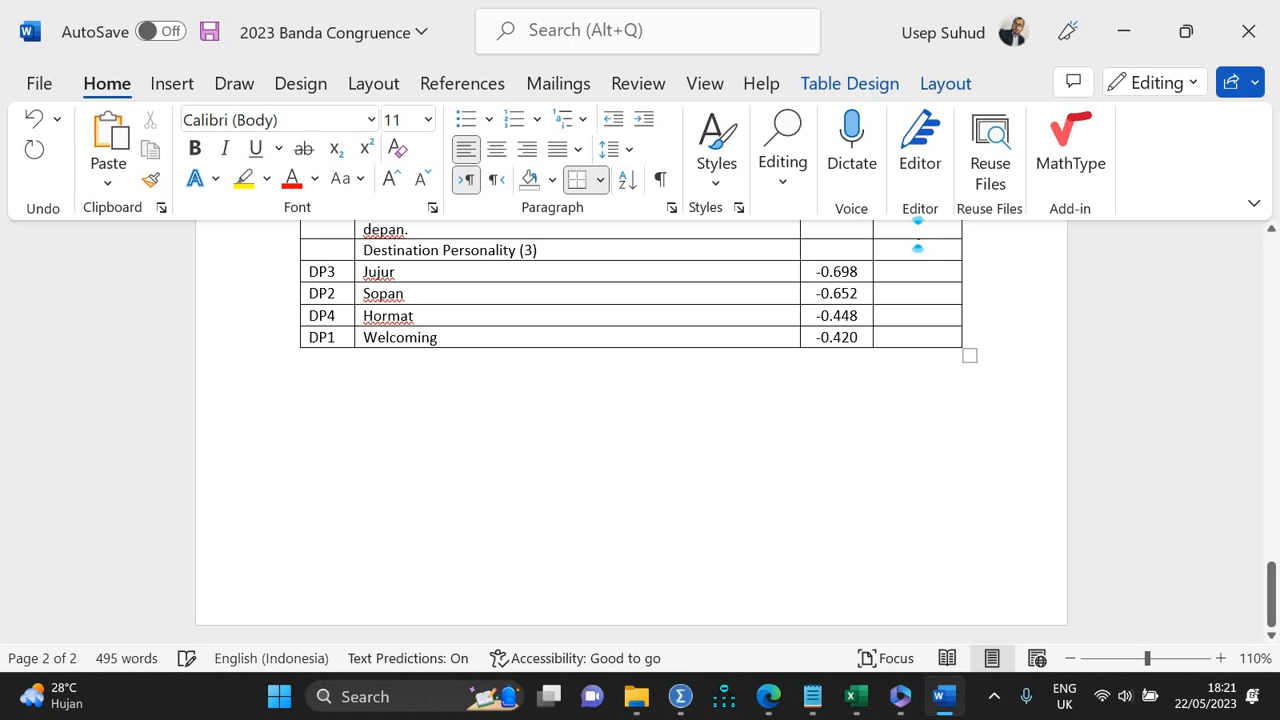 AutoSave Off 2023 Banda Congruence Search (Alt+Q) Usep Suhud
File Home Insert Draw Design Layout References Mailings Review View Help Table Design Layout Editing
Calibri (Body) 11
Paste Styles Editing Dictate Editor Reuse Files MathType
Undo Clipboard Font Paragraph Styles Voice Editor Reuse Files Add-in
depan.
Destination Personality (3)
DP3 Jujur -0.698
DP2 Sopan -0.652
DP4 Hormat -0.448
DP1 Welcoming -0.420
Page 2 of 2 495 words English (Indonesia) Text Predictions: On Accessibility: Good to go Focus 110%
28°C
Hujan
Search
ENG
UK
18:21
22/05/2023